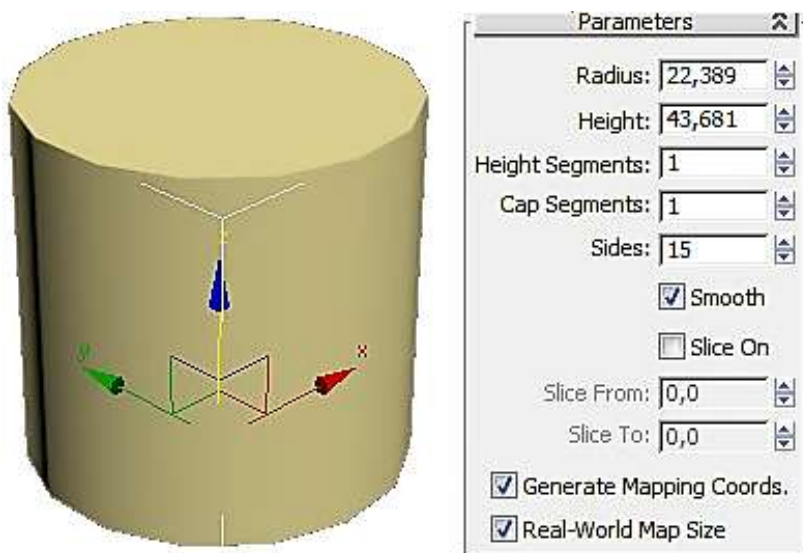 Parameters
Radius: 22,389
Height: 43,681
Height Segments: 1
Cap Segments: 1
Sides: 15
Smooth
Slice On
Slice From: 0,0
Slice To: 0,0
Generate Mapping Coords.
Real-World Map Size
y
x